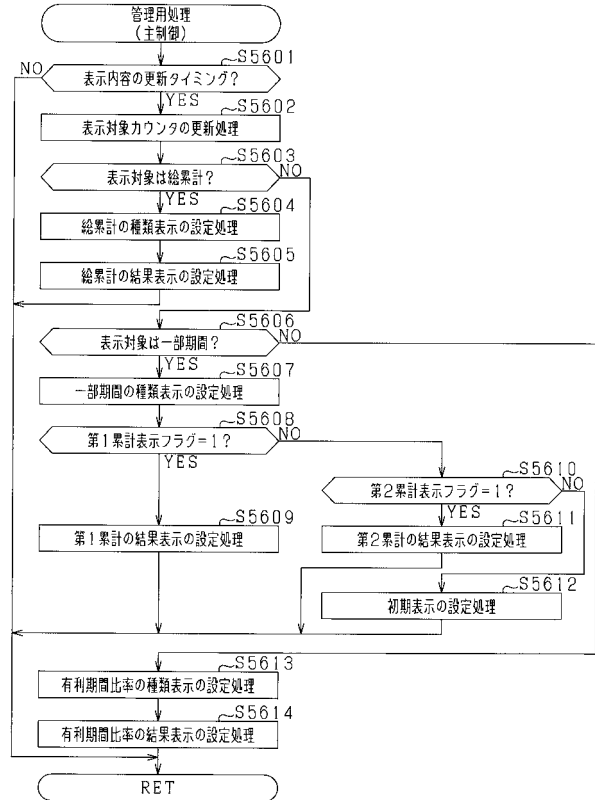 管理用処理
(主制御)
S5601
NO
表示内容の更新タイミング?
YES
S5602
表示対象カウンタの更新処理
S5603
表示対象は総累計?
NO
YES
S5604
総累計の種類表示の設定処理
S5605
総累計の結果表示の設定処理
S5606
表示対象は一部期間?
NO
YES
S5607
一部期間の種類表示の設定処理
S5608
第1累計表示フラグ=1?
NO
YES
S5610
第2累計表示フラグ=1?
NO
YES
S5609
第1累計の結果表示の設定処理
S5611
第2累計の結果表示の設定処理
S5612
初期表示の設定処理
S5613
有利期間比率の種類表示の設定処理
S5614
有利期間比率の結果表示の設定処理
RET